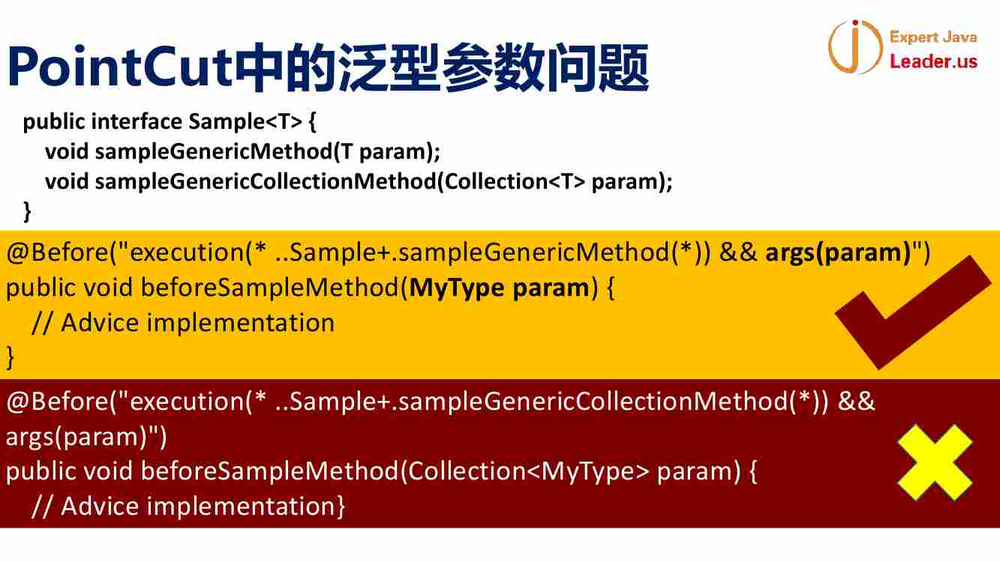 Expert Java
Leader.us
PointCut中的泛型参数问题
public interface Sample<T> {
void sampleGenericMethod(T param);
void sampleGenericCollectionMethod(Collection<T> param);
}
@Before("execution(* ..Sample+.sampleGenericMethod(*)) && args(param)")
public void beforeSampleMethod(MyType param) {
// Advice implementation
}
@Before("execution(* ..Sample+.sampleGenericCollectionMethod(*)) &&
args(param)")
public void beforeSampleMethod(Collection<MyType> param) {
// Advice implementation}